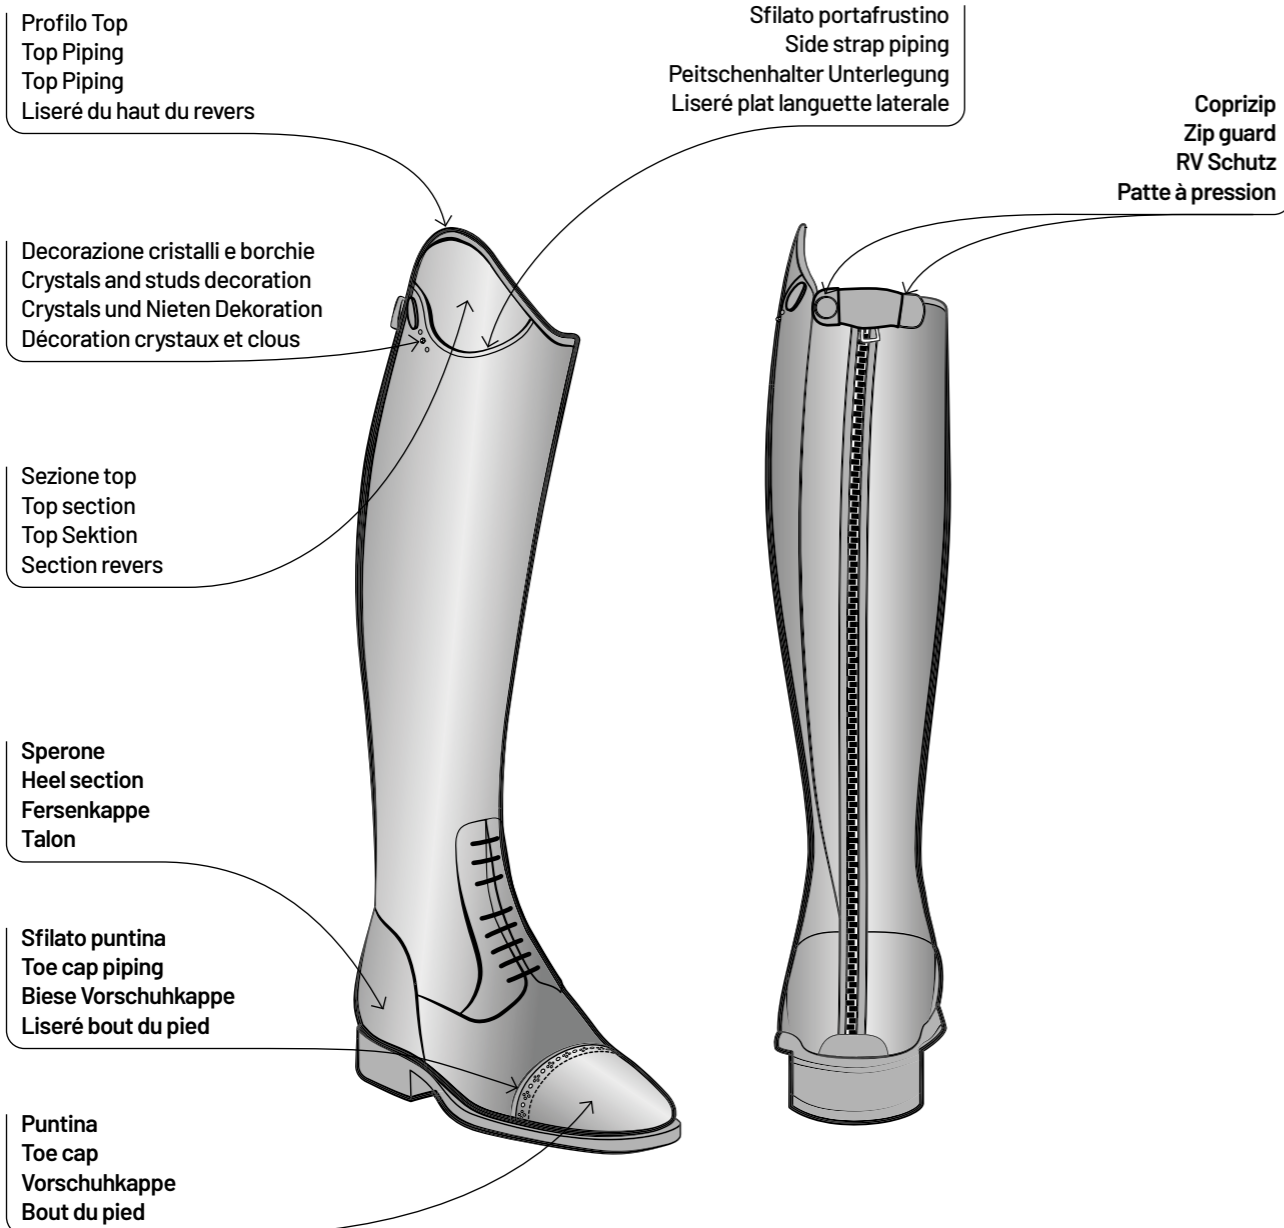 Profilo Top
Top Piping
Top Piping
Liseré du haut du revers
Sfilato portafrustino
Side strap piping
Peitschenhalter Unterlegung
Liseré plat languette laterale
Coprizip
Zip guard
RV Schutz
Patte à pression
Decorazione cristalli e borchie
Crystals and studs decoration
Crystals und Nieten Dekoration
Décoration crystaux et clous
Sezione top
Top section
Top Sektion
Section revers
Sperone
Heel section
Fersenkappe
Talon
Sfilato puntina
Toe cap piping
Biese Vorschuhkappe
Liseré bout du pied
Puntina
Toe cap
Vorschuhkappe
Bout du pied